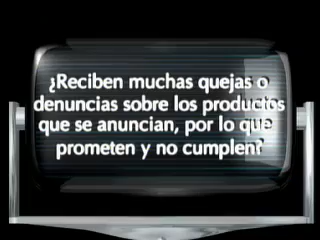 ¿Reciben muchas quejas o
denuncias sobre los productos
que se anuncian, por lo que
prometen y no cumplen?